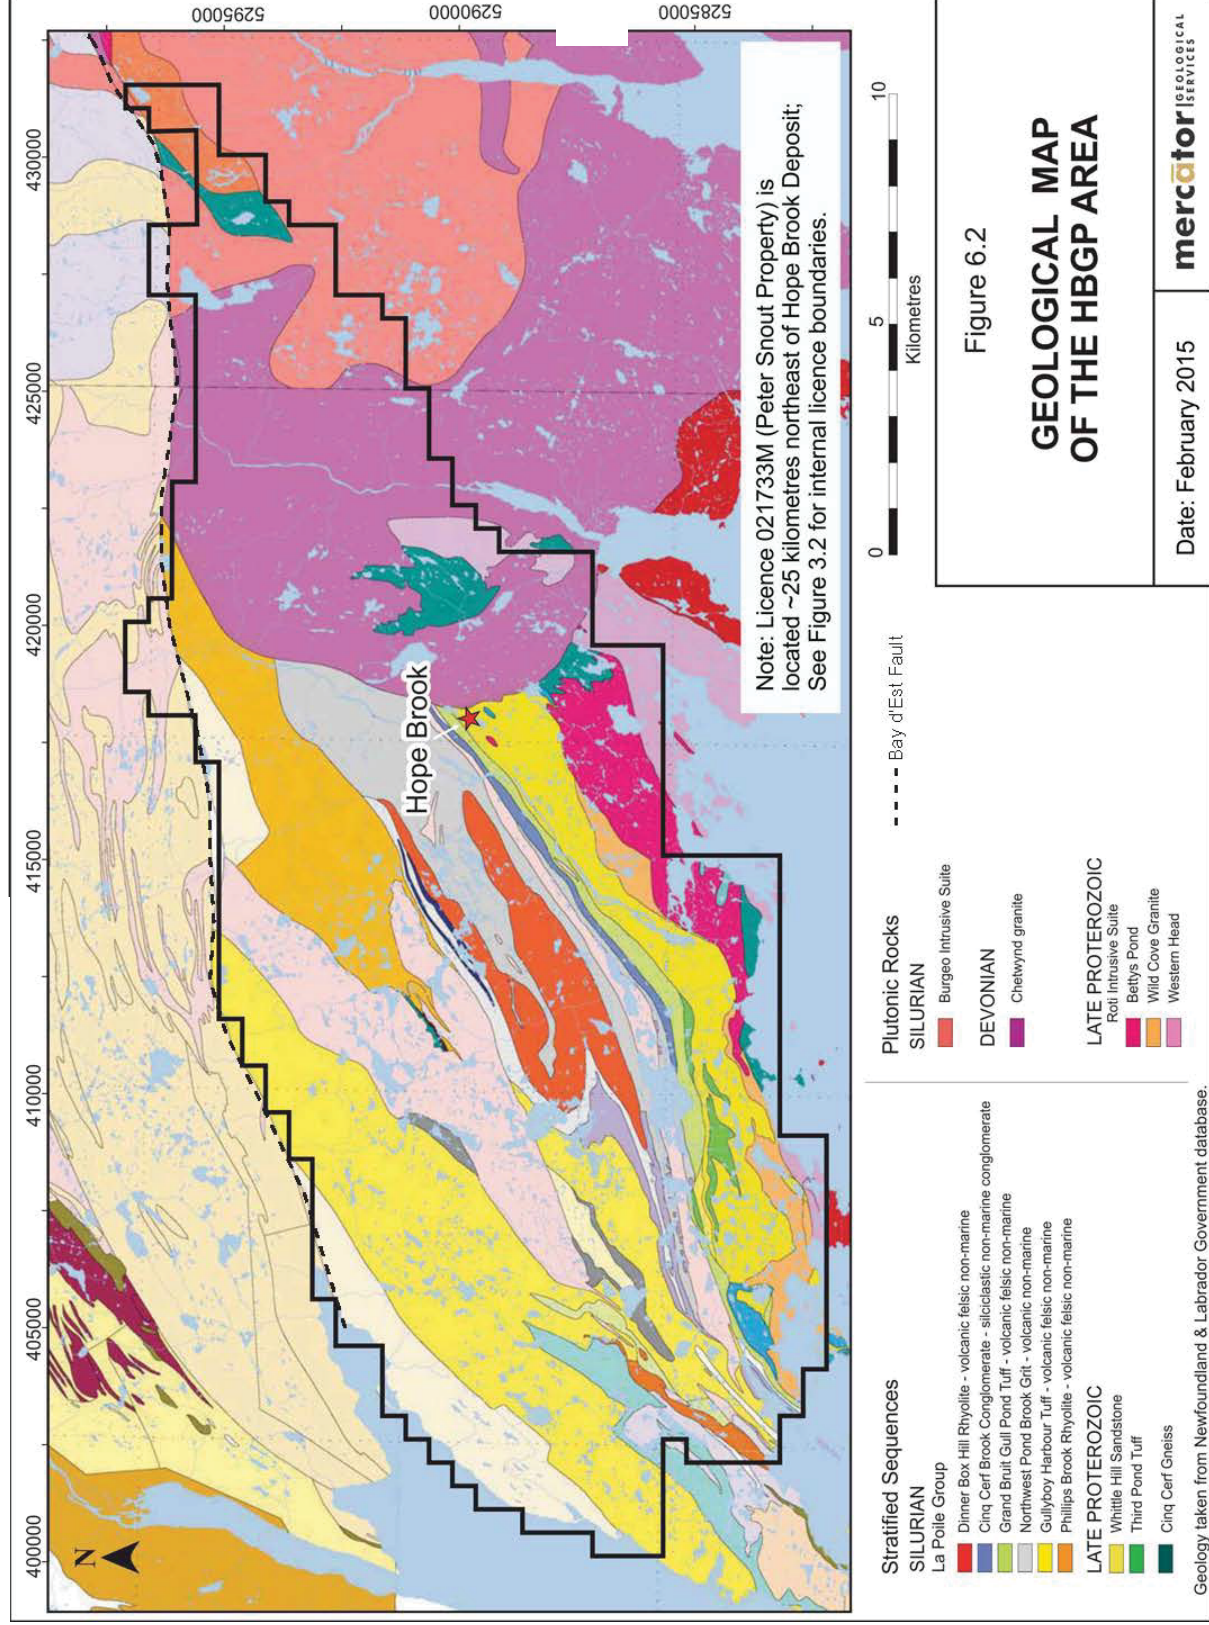 5295000
5290000
5285000
430000
425000
420000
415000
410000
405000
400000
N
Hope Brook
Note: Licence 021733M (Peter Snout Property) is
located ~25 kilometres northeast of Hope Brook Deposit;
See Figure 3.2 for internal licence boundaries.
0
5
10
Kilometres
Stratified Sequences
SILURIAN
La Poile Group
Dinner Box Hill Rhyolite - volcanic felsic non-marine
Cinq Cerf Brook Conglomerate - siliciclastic non-marine conglomerate
Grand Bruit Gull Pond Tuff - volcanic felsic non-marine
Northwest Pond Brook Grit - volcanic non-marine
Gullyboy Harbour Tuff - volcanic felsic non-marine
Phillips Brook Rhyolite - volcanic felsic non-marine
LATE PROTEROZOIC
Whittle Hill Sandstone
Third Pond Tuff
Cinq Cerf Gneiss
Geology taken from Newfoundland & Labrador Government database.
Bay d'Est Fault
Plutonic Rocks
SILURIAN
Burgeo Intrusive Suite
DEVONIAN
Chetwynd granite
LATE PROTEROZOIC
Roti Intrusive Suite
Bettys Pond
Wild Cove Granite
Western Head
Figure 6.2
GEOLOGICAL MAP
OF THE HBGP AREA
Date: February 2015
mercātor GEOLOGICAL
SERVICES